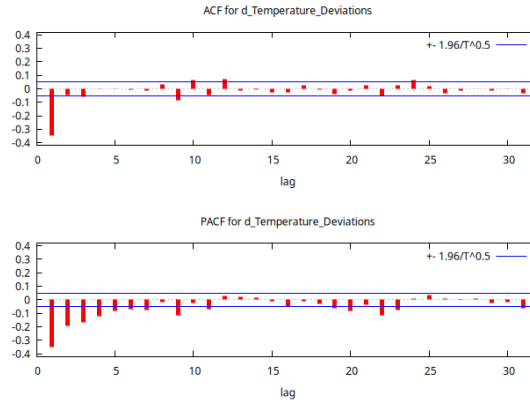 ACF for d_Temperature_Deviations
+- 1.96/T^0.5
0.4
0.3
0.2
0.1
0
-0.1
-0.2
-0.3
-0.4
0 5 10 15 20 25 30
lag
PACF for d_Temperature_Deviations
+- 1.96/T^0.5
0.4
0.3
0.2
0.1
0
-0.1
-0.2
-0.3
-0.4
0 5 10 15 20 25 30
lag